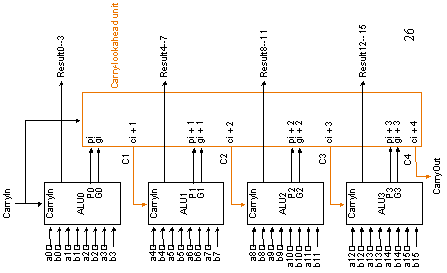 Carry-lookahead unit
Result0–3
Result4–7
Result8–11
Result12–15
26
CarryIn
pi
gi
ci + 1
pi + 1
gi + 1
ci + 2
pi + 2
gi + 2
ci + 3
pi + 3
gi + 3
ci + 4
C1
C2
C3
C4
CarryOut
CarryIn
ALU0
P0
G0
CarryIn
ALU1
P1
G1
CarryIn
ALU2
P2
G2
CarryIn
ALU3
P3
G3
a0
b0
a1
b1
a2
b2
a3
b3
a4
b4
a5
b5
a6
b6
a7
b7
a8
b8
a9
b9
a10
b10
a11
b11
a12
b12
a13
b13
a14
b14
a15
b15